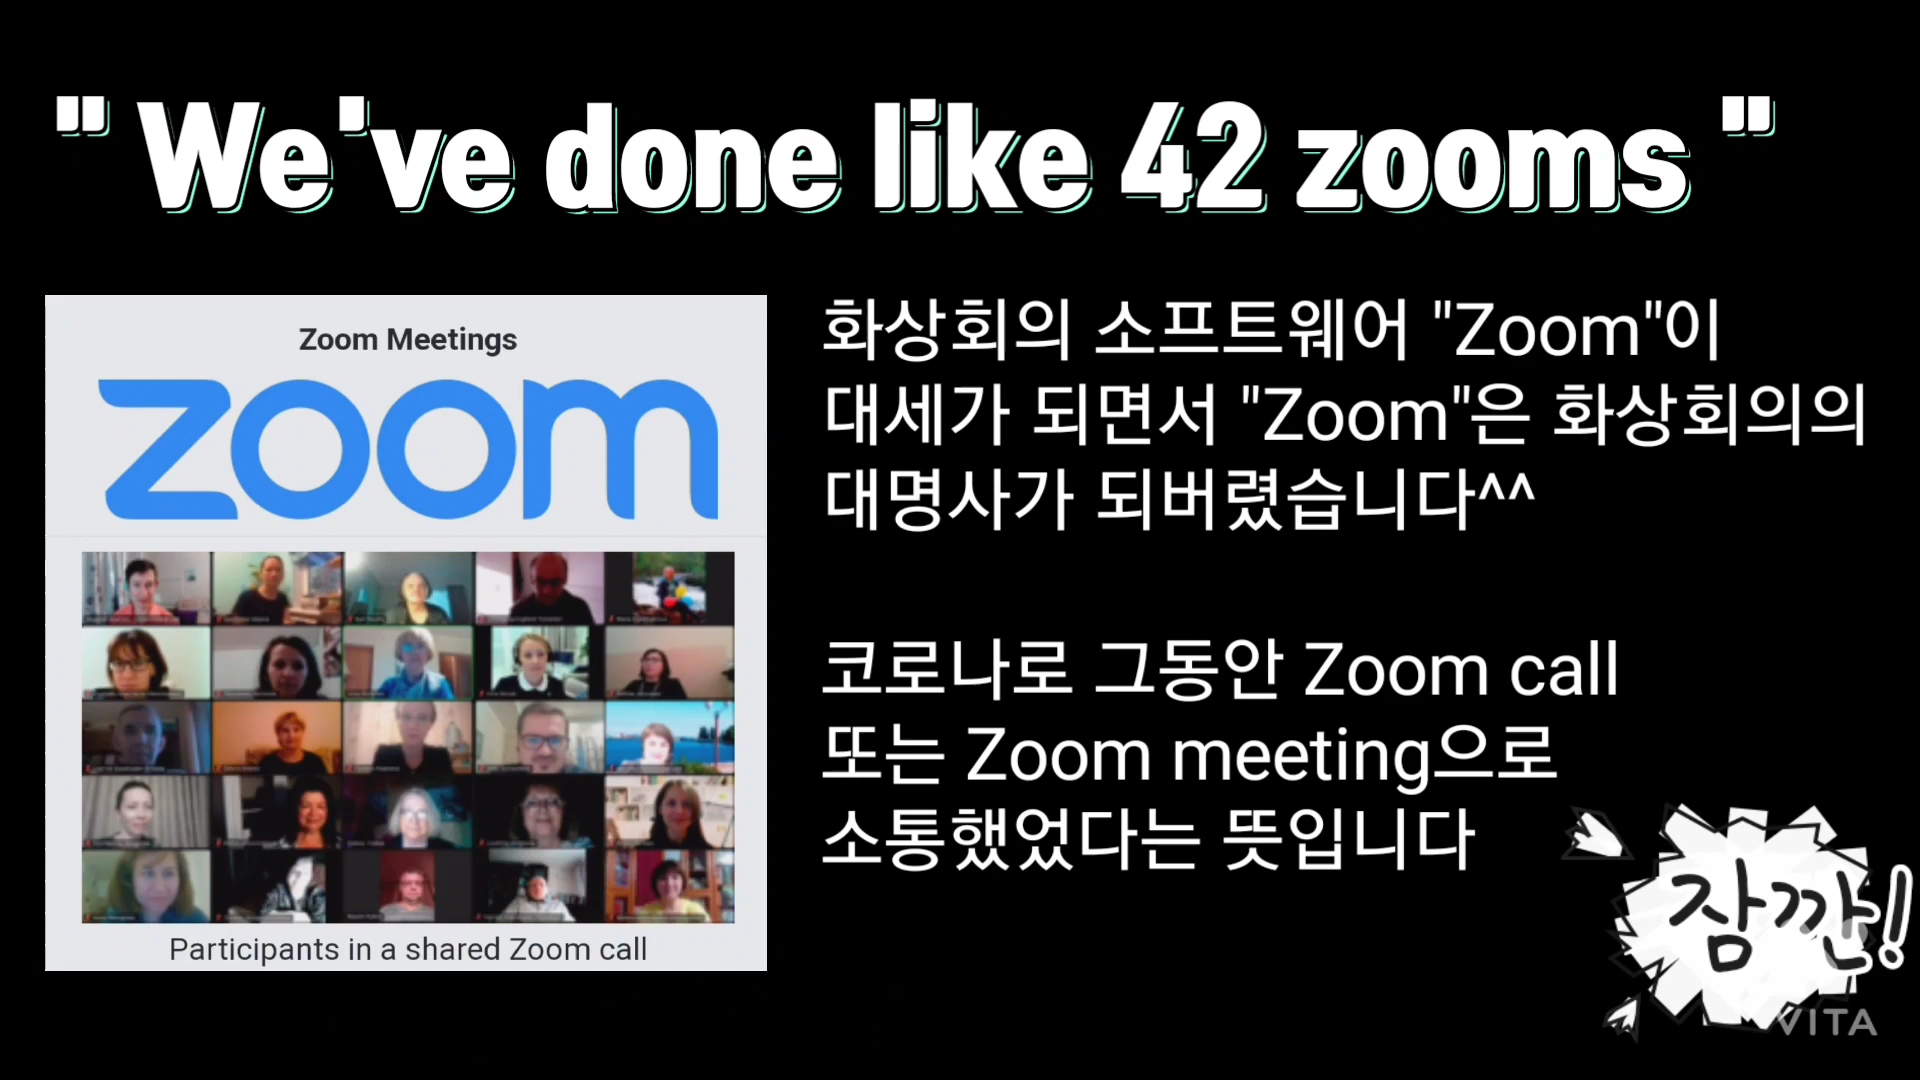 " We've done like 42 zooms "
Zoom Meetings
zoom
Participants in a shared Zoom call
화상회의 소프트웨어 "Zoom"이
대세가 되면서 "Zoom"은 화상회의의
대명사가 되버렸습니다^^
코로나로 그동안 Zoom call
또는 Zoom meeting으로
소통했었다는 뜻입니다
잠깐!
VITA